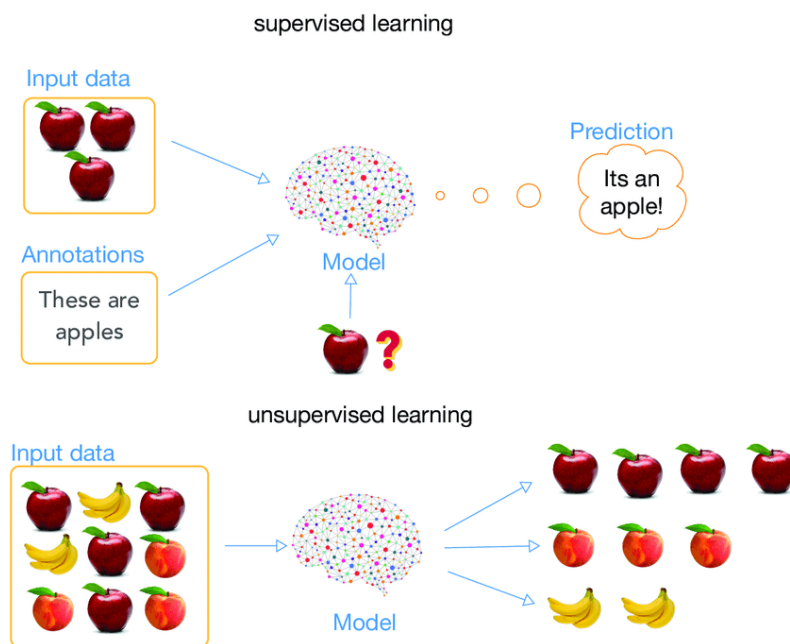 supervised learning
Input data
Prediction
Its an
apple!
Annotations
These are
apples
Model
?
unsupervised learning
Input data
Model